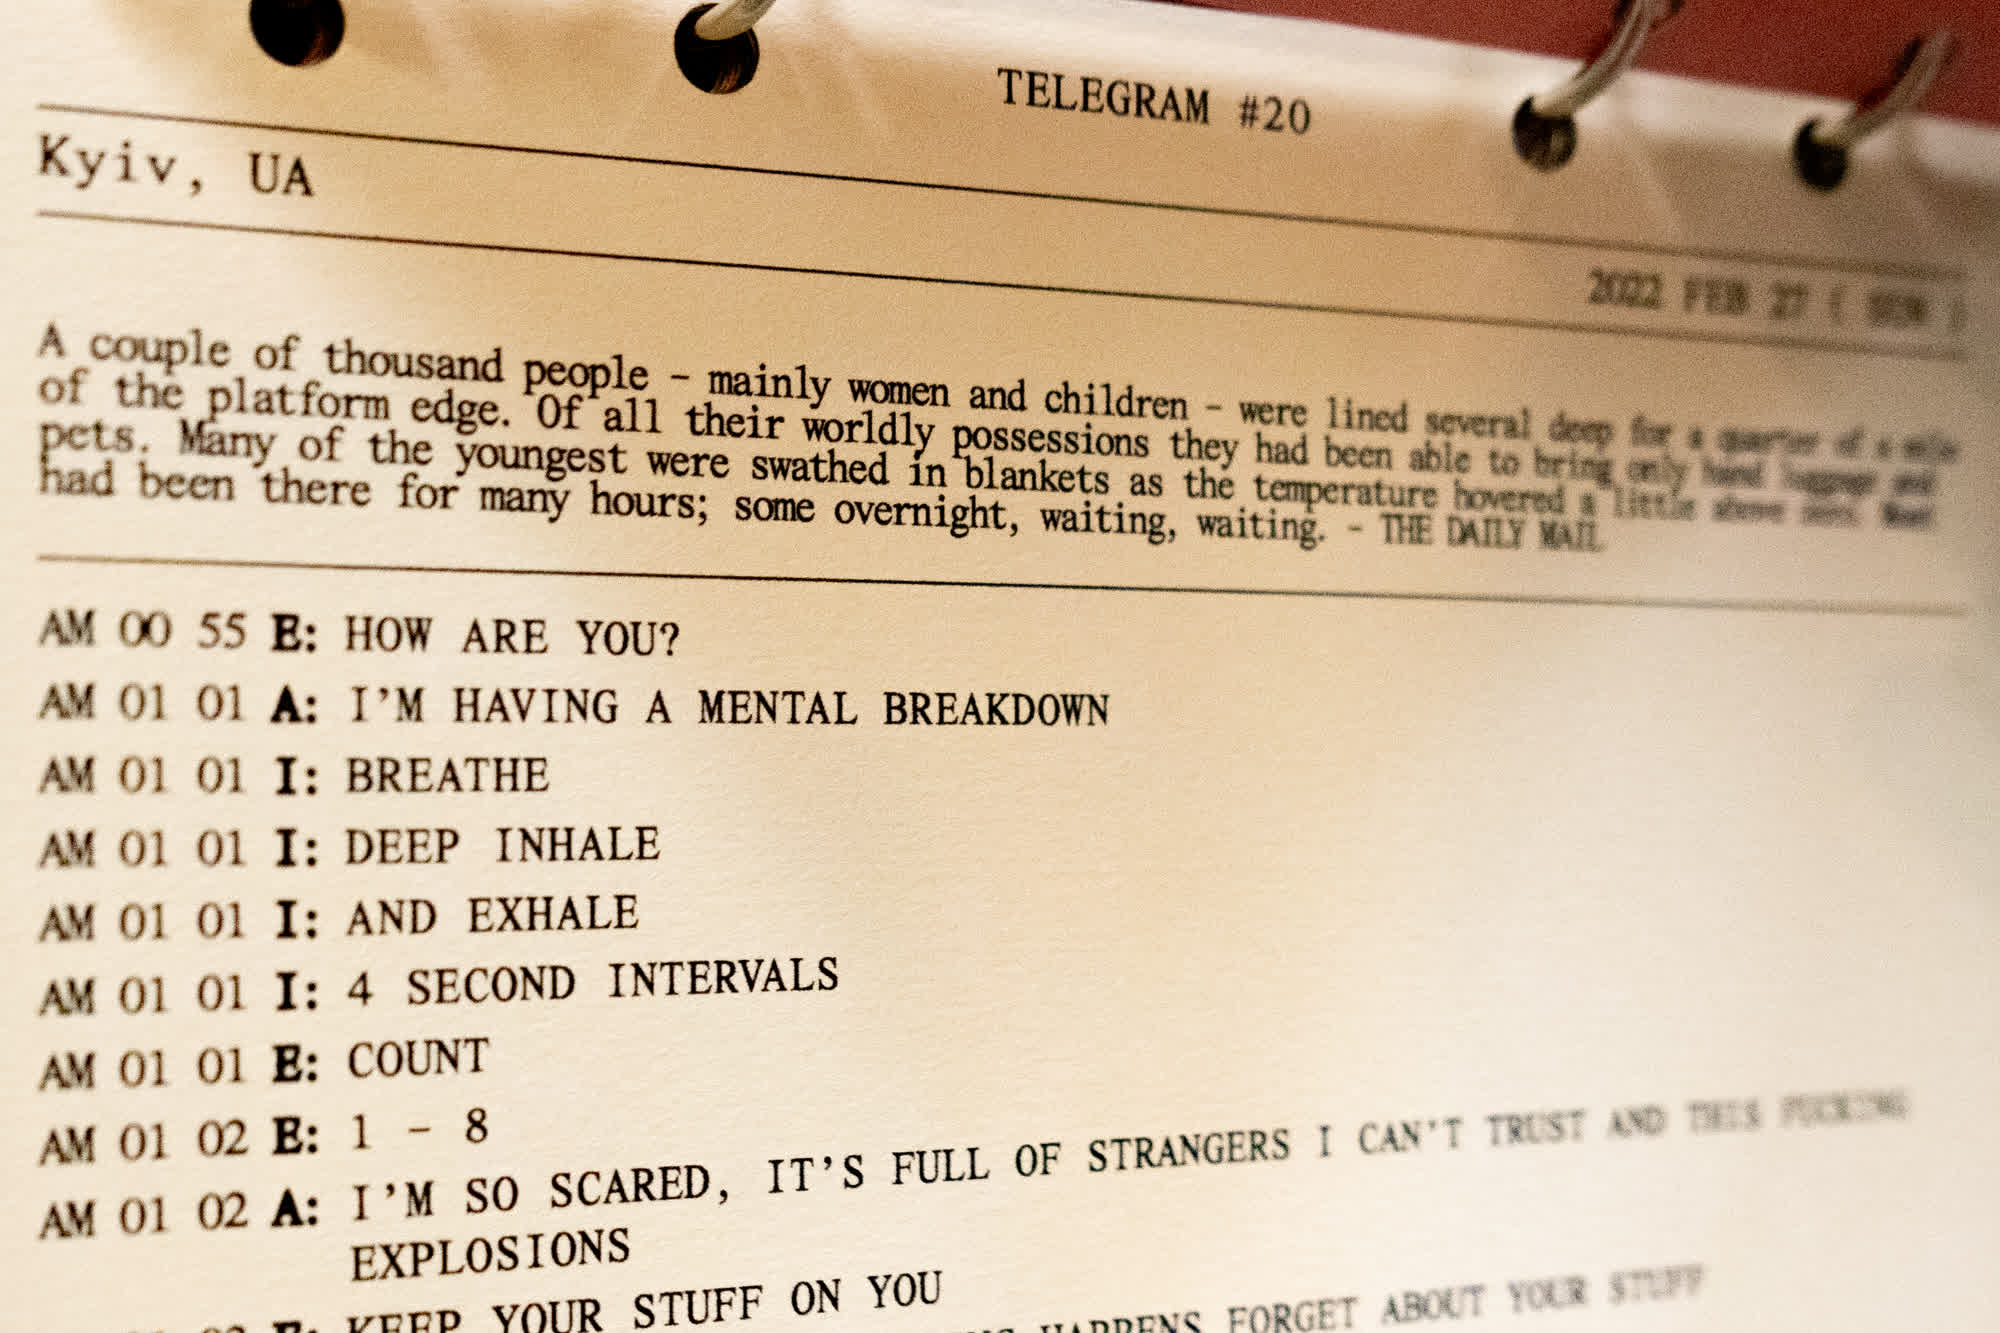 TELEGRAM #20
Kyiv, UA
2022 FEB 27 ( SUN )
A couple of thousand people – mainly women and children – were lined several deep for a quarter of a mile
of the platform edge. Of all their worldly possessions they had been able to bring only hand luggage and
pets. Many of the youngest were swathed in blankets as the temperature hovered a little above zero. Most
had been there for many hours; some overnight, waiting, waiting. – THE DAILY MAIL
AM 00 55 E: HOW ARE YOU?
AM 01 01 A: I'M HAVING A MENTAL BREAKDOWN
AM 01 01 I: BREATHE
AM 01 01 I: DEEP INHALE
AM 01 01 I: AND EXHALE
AM 01 01 I: 4 SECOND INTERVALS
AM 01 01 E: COUNT
AM 01 02 E: 1 – 8
AM 01 02 A: I'M SO SCARED, IT'S FULL OF STRANGERS I CAN'T TRUST AND THIS FUCKING
EXPLOSIONS
E: KEEP YOUR STUFF ON YOU
HAPPENS FORGET ABOUT YOUR STUFF